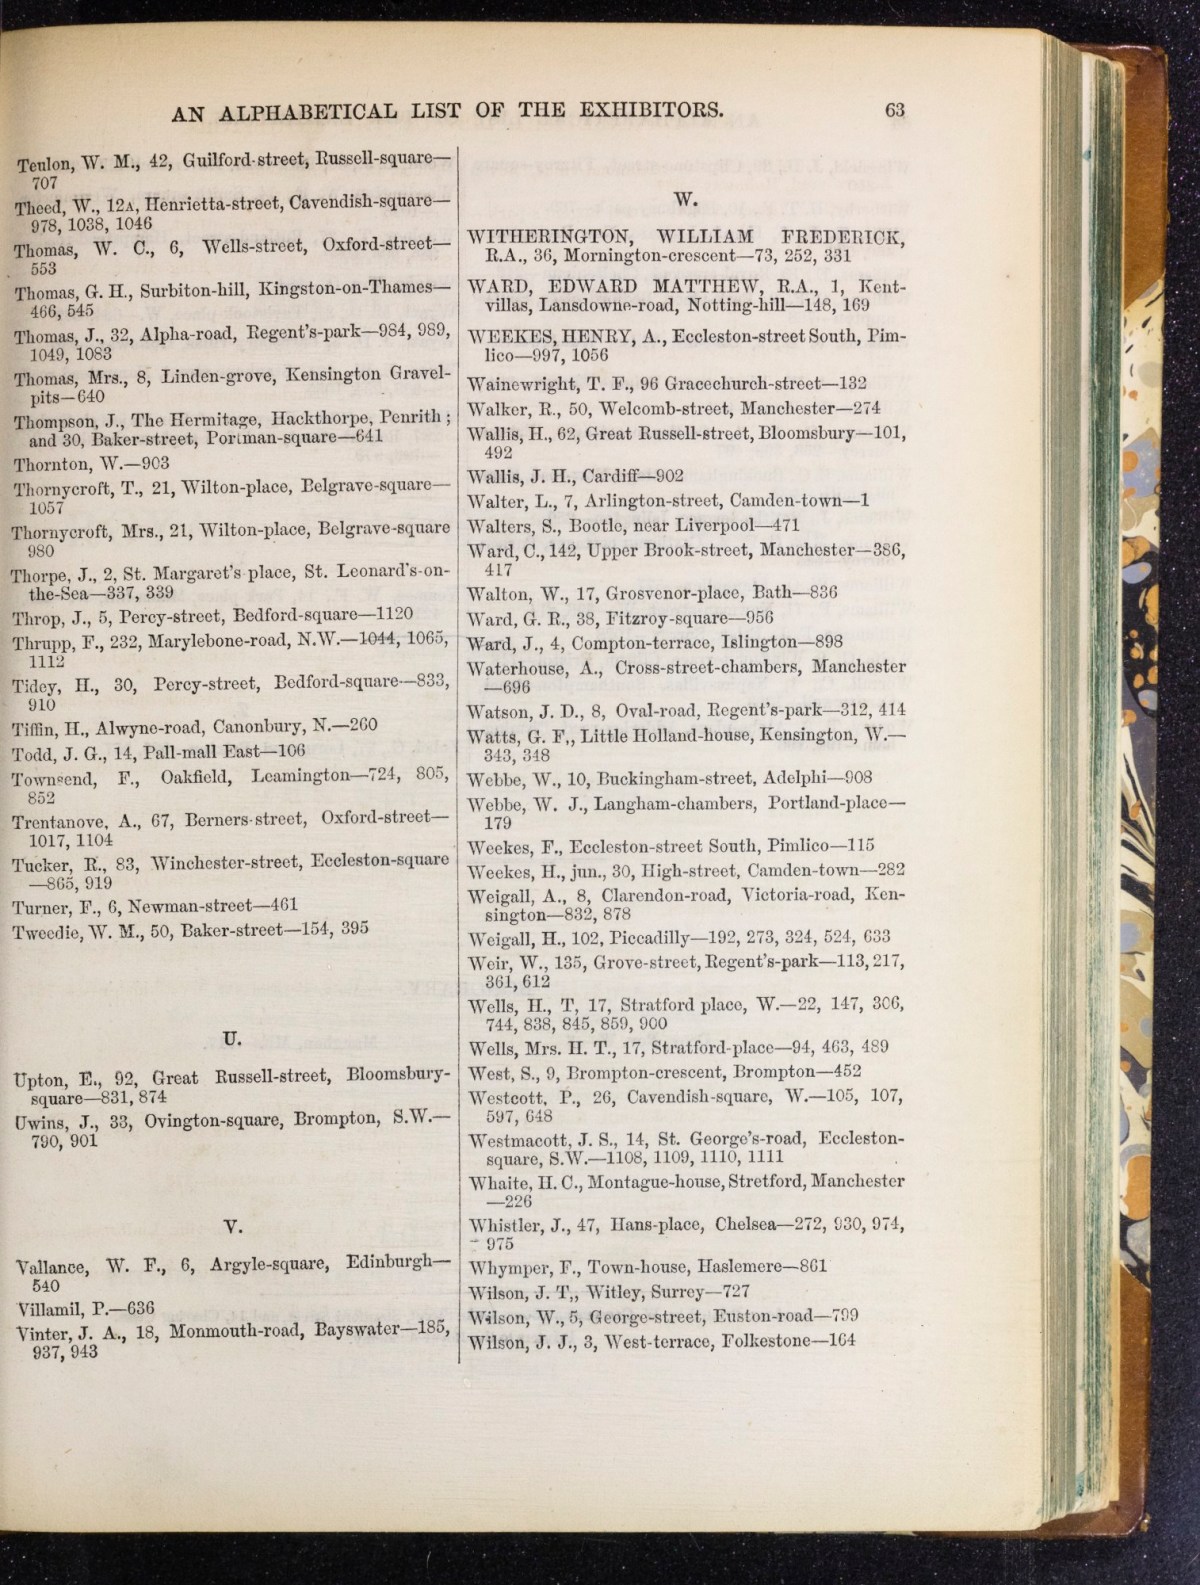 AN ALPHABETICAL LIST OF THE EXHIBITORS. 63
Teulon, W. M., 42, Guilford-street, Russell-square—
707
Theed, W., 12A, Henrietta-street, Cavendish-square—
978, 1038, 1046
Thomas, W. C., 6, Wells-street, Oxford-street—
553
Thomas, G. H., Surbiton-hill, Kingston-on-Thames—
466, 545
Thomas, J., 32, Alpha-road, Regent's-park—984, 989,
1049, 1083
Thomas, Mrs., 8, Linden-grove, Kensington Gravel-
pits—640
Thompson, J., The Hermitage, Hackthorpe, Penrith;
and 30, Baker-street, Portman-square—641
Thornton, W.—903
Thornycroft, T., 21, Wilton-place, Belgrave-square—
1057
Thornycroft, Mrs., 21, Wilton-place, Belgrave-square
980
Thorpe, J., 2, St. Margaret's place, St. Leonard's-on-
the-Sea—337, 339
Throp, J., 5, Percy-street, Bedford-square—1120
Thrupp, F., 232, Marylebone-road, N.W.—1044, 1065,
1112
Tidey, H., 30, Percy-street, Bedford-square—833,
910
Tiffin, H., Alwyne-road, Canonbury, N.—260
Todd, J. G., 14, Pall-mall East—106
Townsend, F., Oakfield, Leamington—724, 805,
852
Trentanove, A., 67, Berners-street, Oxford-street—
1017, 1104
Tucker, R., 83, Winchester-street, Eccleston-square
—865, 919
Turner, F., 6, Newman-street—461
Tweedie, W. M., 50, Baker-street—154, 395
U.
Upton, E., 92, Great Russell-street, Bloomsbury-
square—831, 874
Uwins, J., 33, Ovington-square, Brompton, S.W.—
790, 901
V.
Vallance, W. F., 6, Argyle-square, Edinburgh—
540
Villamil, P.—636
Vinter, J. A., 18, Monmouth-road, Bayswater—185,
937, 943
W.
WITHERINGTON, WILLIAM FREDERICK,
R.A., 36, Mornington-crescent—73, 252, 331
WARD, EDWARD MATTHEW, R.A., 1, Kent-
villas, Lansdowne-road, Notting-hill—148, 169
WEEKES, HENRY, A., Eccleston-street South, Pim-
lico—997, 1056
Wainewright, T. F., 96 Gracechurch-street—132
Walker, R., 50, Welcomb-street, Manchester—274
Wallis, H., 62, Great Russell-street, Bloomsbury—101,
492
Wallis, J. H., Cardiff—902
Walter, L., 7, Arlington-street, Camden-town—1
Walters, S., Bootle, near Liverpool—471
Ward, C., 142, Upper Brook-street, Manchester—386,
417
Walton, W., 17, Grosvenor-place, Bath—836
Ward, G. R., 38, Fitzroy-square—956
Ward, J., 4, Compton-terrace, Islington—898
Waterhouse, A., Cross-street-chambers, Manchester
—696
Watson, J. D., 8, Oval-road, Regent's-park—312, 414
Watts, G. F., Little Holland-house, Kensington, W.—
343, 348
Webbe, W., 10, Buckingham-street, Adelphi—908
Webbe, W. J., Langham-chambers, Portland-place—
179
Weekes, F., Eccleston-street South, Pimlico—115
Weekes, H., jun., 30, High-street, Camden-town—282
Weigall, A., 8, Clarendon-road, Victoria-road, Ken-
sington—832, 878
Weigall, H., 102, Piccadilly—192, 273, 324, 524, 633
Weir, W., 135, Grove-street, Regent's-park—113, 217,
361, 612
Wells, H., T, 17, Stratford place, W.—22, 147, 306,
744, 838, 845, 859, 900
Wells, Mrs. H. T., 17, Stratford-place—94, 463, 489
West, S., 9, Brompton-crescent, Brompton—452
Westcott, P., 26, Cavendish-square, W.—105, 107,
597, 648
Westmacott, J. S., 14, St. George's-road, Eccleston-
square, S.W.—1108, 1109, 1110, 1111
Whaite, H. C., Montague-house, Stretford, Manchester
—226
Whistler, J., 47, Hans-place, Chelsea—272, 930, 974,
975
Whymper, F., Town-house, Haslemere—861
Wilson, J. T,, Witley, Surrey—727
Wilson, W., 5, George-street, Euston-road—799
Wilson, J. J., 3, West-terrace, Folkestone—164